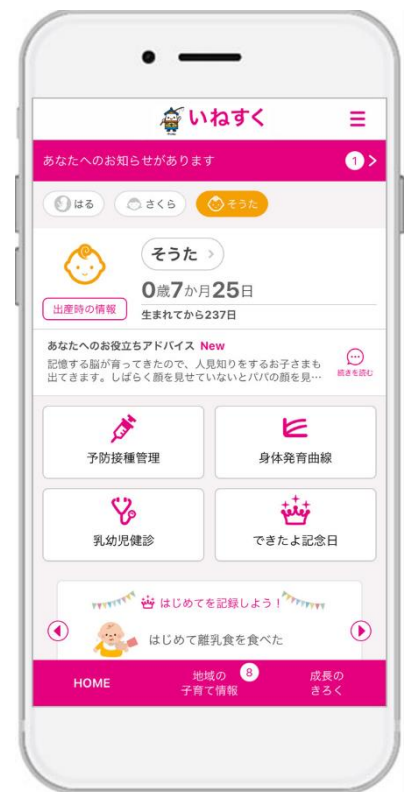 いねすく
あなたへのお知らせがあります 1
はる さくら そうた
そうた
0歳7か月25日
出産時の情報
生まれてから237日
あなたへのお役立ちアドバイス New
記憶する脳が育ってきたので、人見知りをするお子さまも
出てきます。しばらく顔を見せていないとパパの顔を見…
続きを読む
予防接種管理
身体発育曲線
乳幼児健診
できたよ記念日
はじめてを記録しよう!
はじめて離乳食を食べた
HOME
地域の
子育て情報
8
成長の
きろく